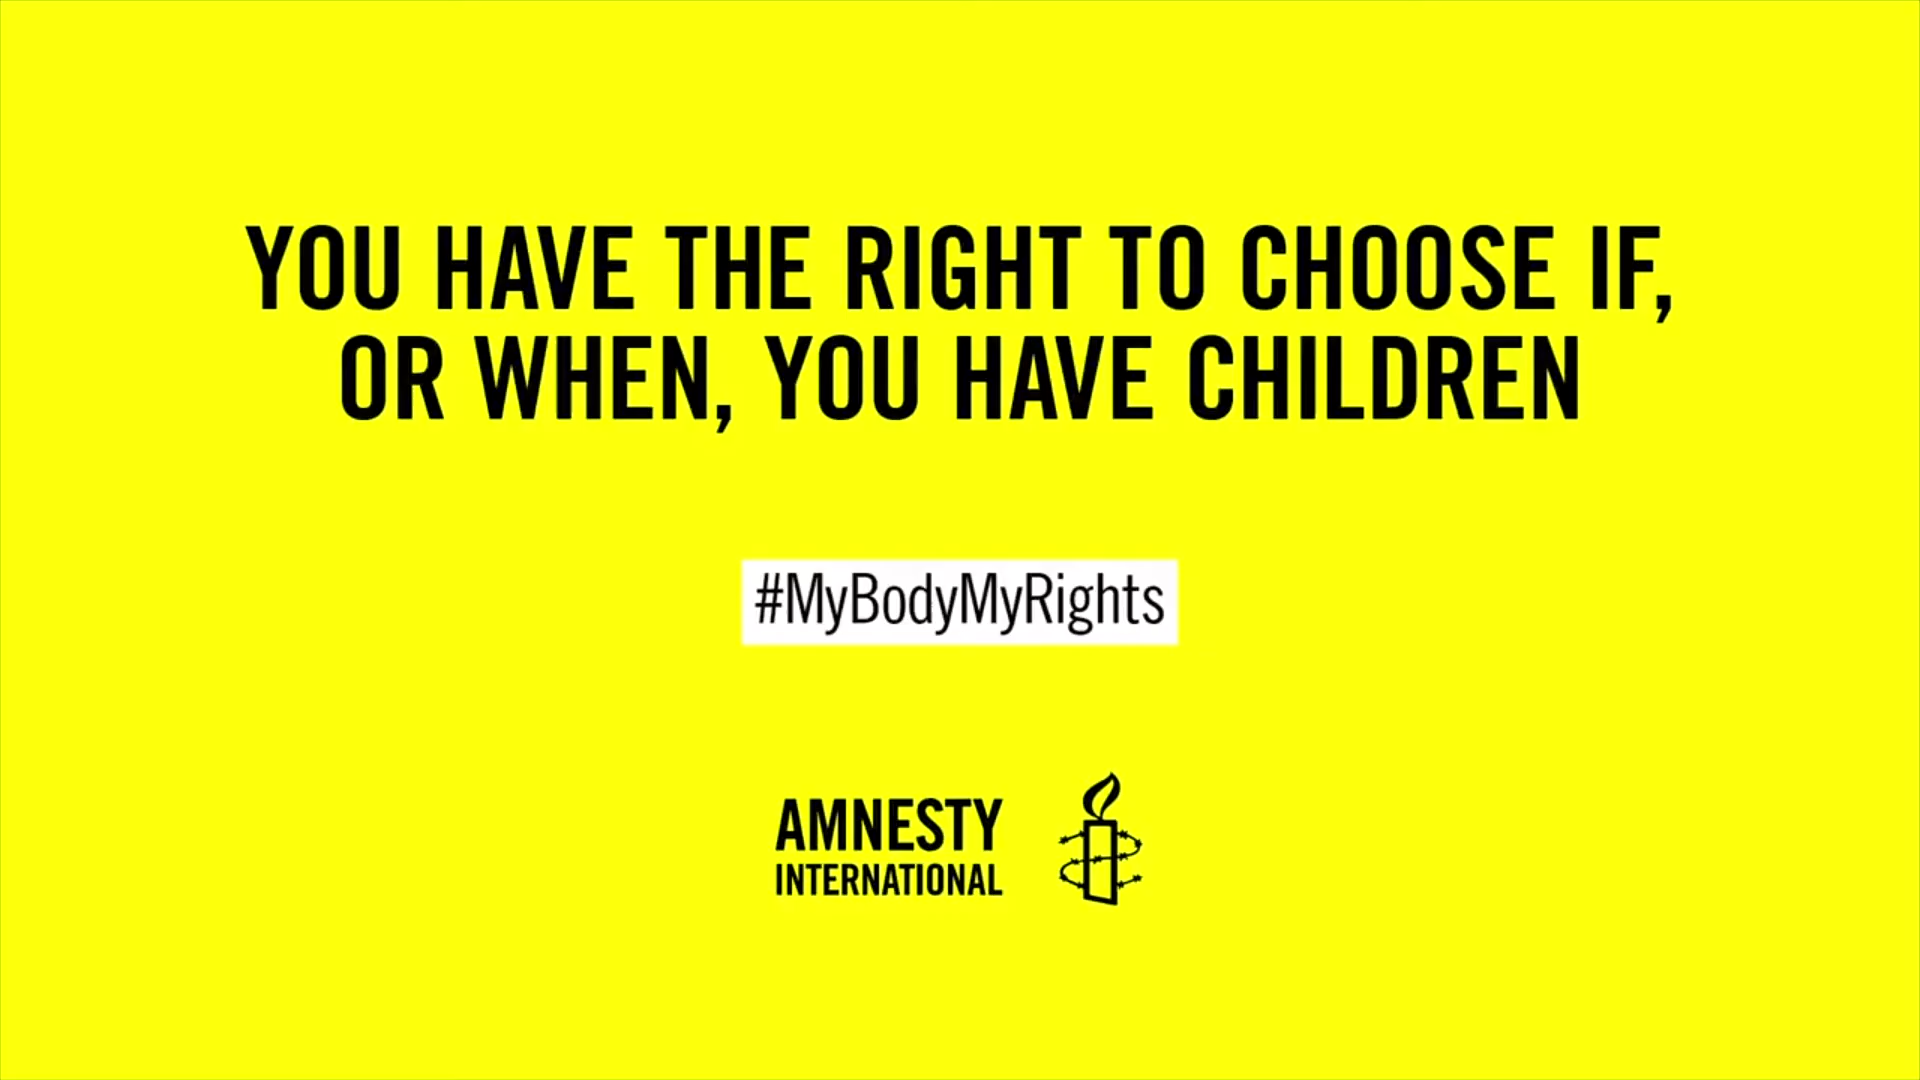 YOU HAVE THE RIGHT TO CHOOSE IF,
OR WHEN, YOU HAVE CHILDREN
#MyBodyMyRights
AMNESTY
INTERNATIONAL